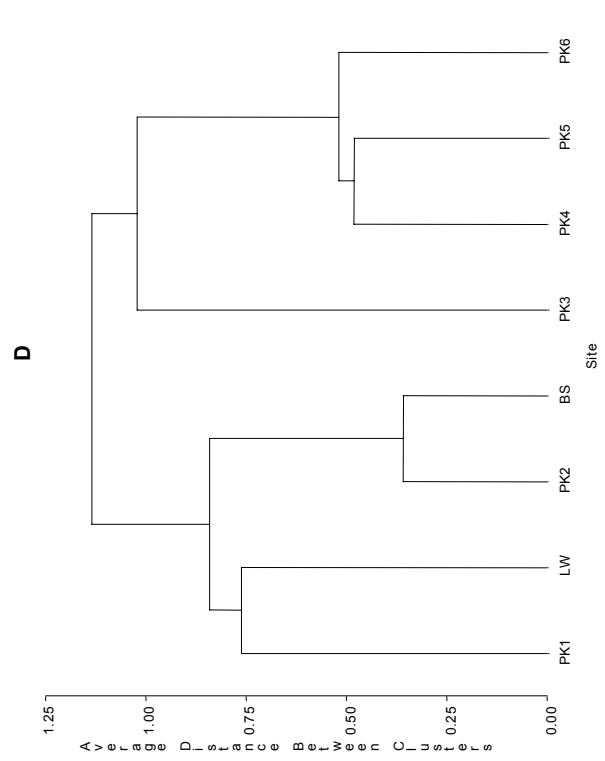 D
Average Distance Between Clusters
1.25
1.00
0.75
0.50
0.25
0.00
PK1
LW
PK2
BS
PK3
PK4
PK5
PK6
Site